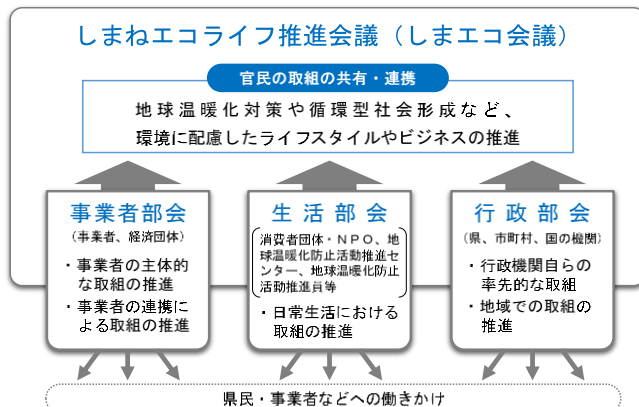 しまねエコライフ推進会議（しまエコ会議）
官民の取組の共有・連携
地球温暖化対策や循環型社会形成など、
環境に配慮したライフスタイルやビジネスの推進
事業者部会
（事業者、経済団体）
・事業者の主体的
な取組の推進
・事業者の連携に
よる取組の推進
生活部会
消費者団体・ＮＰＯ、地
球温暖化防止活動推進セ
ンター、地球温暖化防止
活動推進員等
・日常生活における
取組の推進
行政部会
（県、市町村、国の機関）
・行政機関自らの
率先的な取組
・地域での取組の
推進
県民・事業者などへの働きかけ